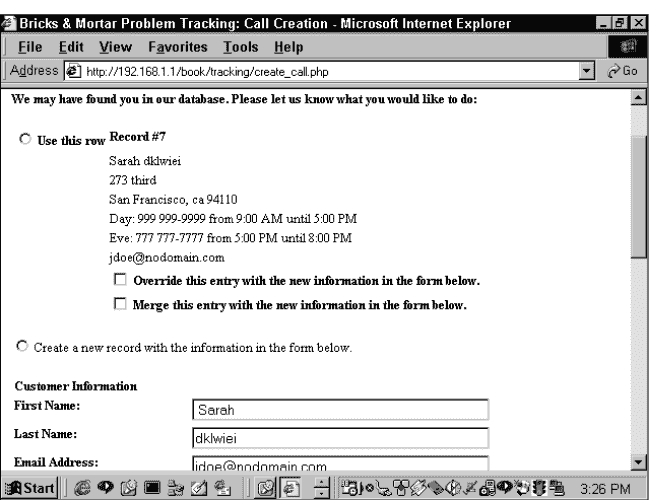 Bricks & Mortar Problem Tracking: Call Creation - Microsoft Internet Explorer
File Edit View Favorites Tools Help
Address http://192.168.1.1/book/tracking/create_call.php Go
We may have found you in our database. Please let us know what you would like to do:
Use this row Record #7
Sarah dklwiei
273 third
San Francisco, ca 94110
Day: 999 999-9999 from 9:00 AM until 5:00 PM
Eve: 777 777-7777 from 5:00 PM until 8:00 PM
jdoe@nodomain.com
Override this entry with the new information in the form below.
Merge this entry with the new information in the form below.
Create a new record with the information in the form below.
Customer Information
First Name: Sarah
Last Name: dklwiei
Email Address: jdoe@nodomain.com
Start 3:26 PM